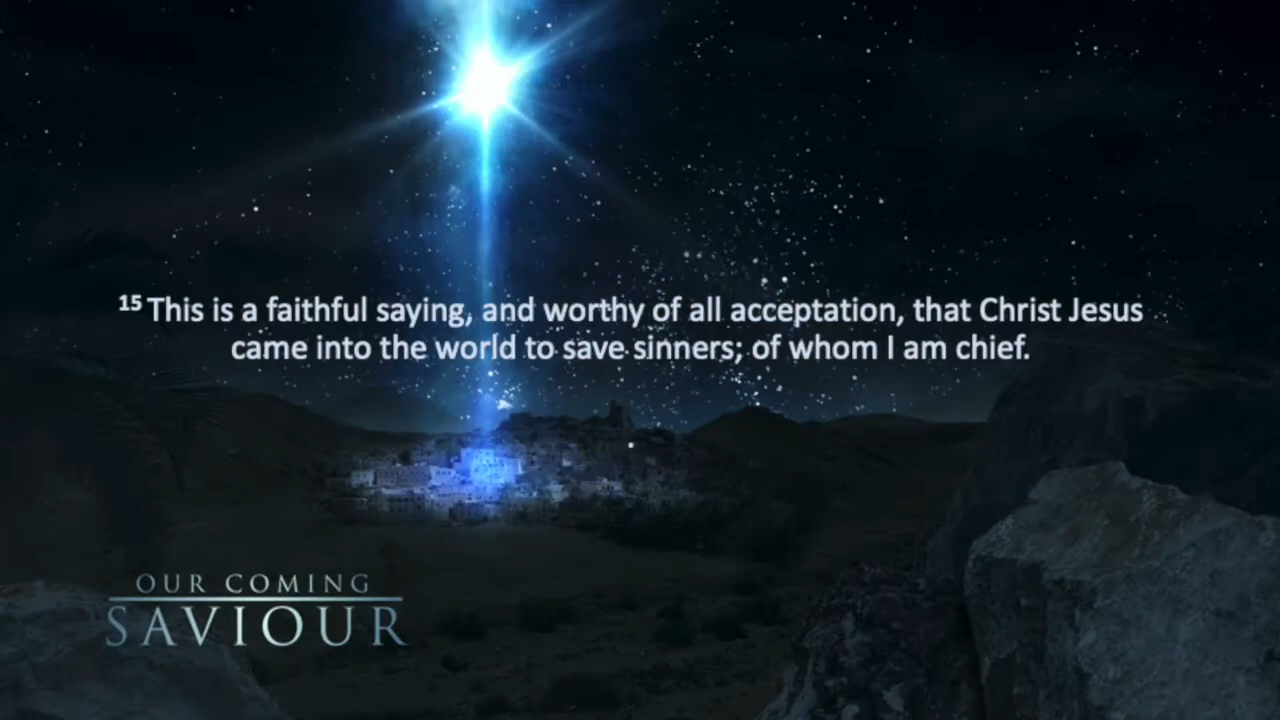 15 This is a faithful saying, and worthy of all acceptation, that Christ Jesus
came into the world to save sinners; of whom I am chief.
OUR COMING
SAVIOUR